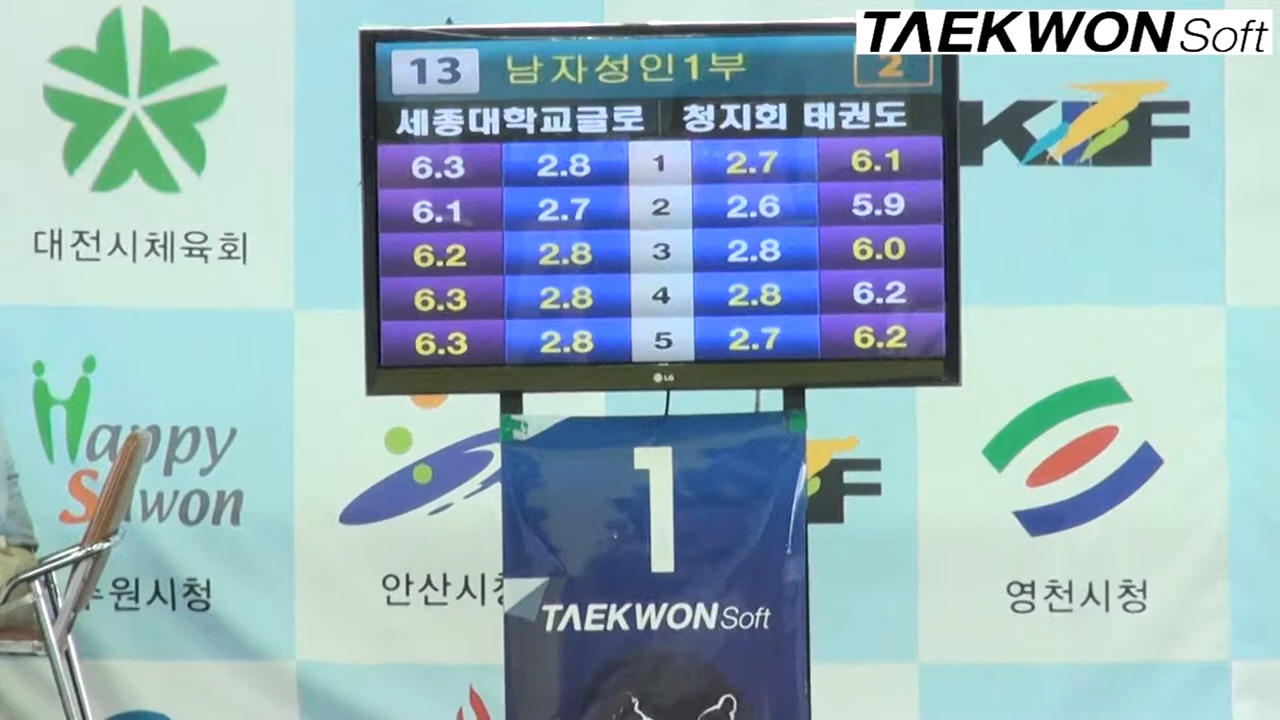 TAEKWON Soft
13 남자성인1부 2
세종대학교글로 청지회 태권도
6.3 2.8 1 2.7 6.1
6.1 2.7 2 2.6 5.9
6.2 2.8 3 2.8 6.0
6.3 2.8 4 2.8 6.2
6.3 2.8 5 2.7 6.2
LG
대전시체육회
Happy
Suwon
원시청
안산시청
1
TAEKWON Soft
영천시청